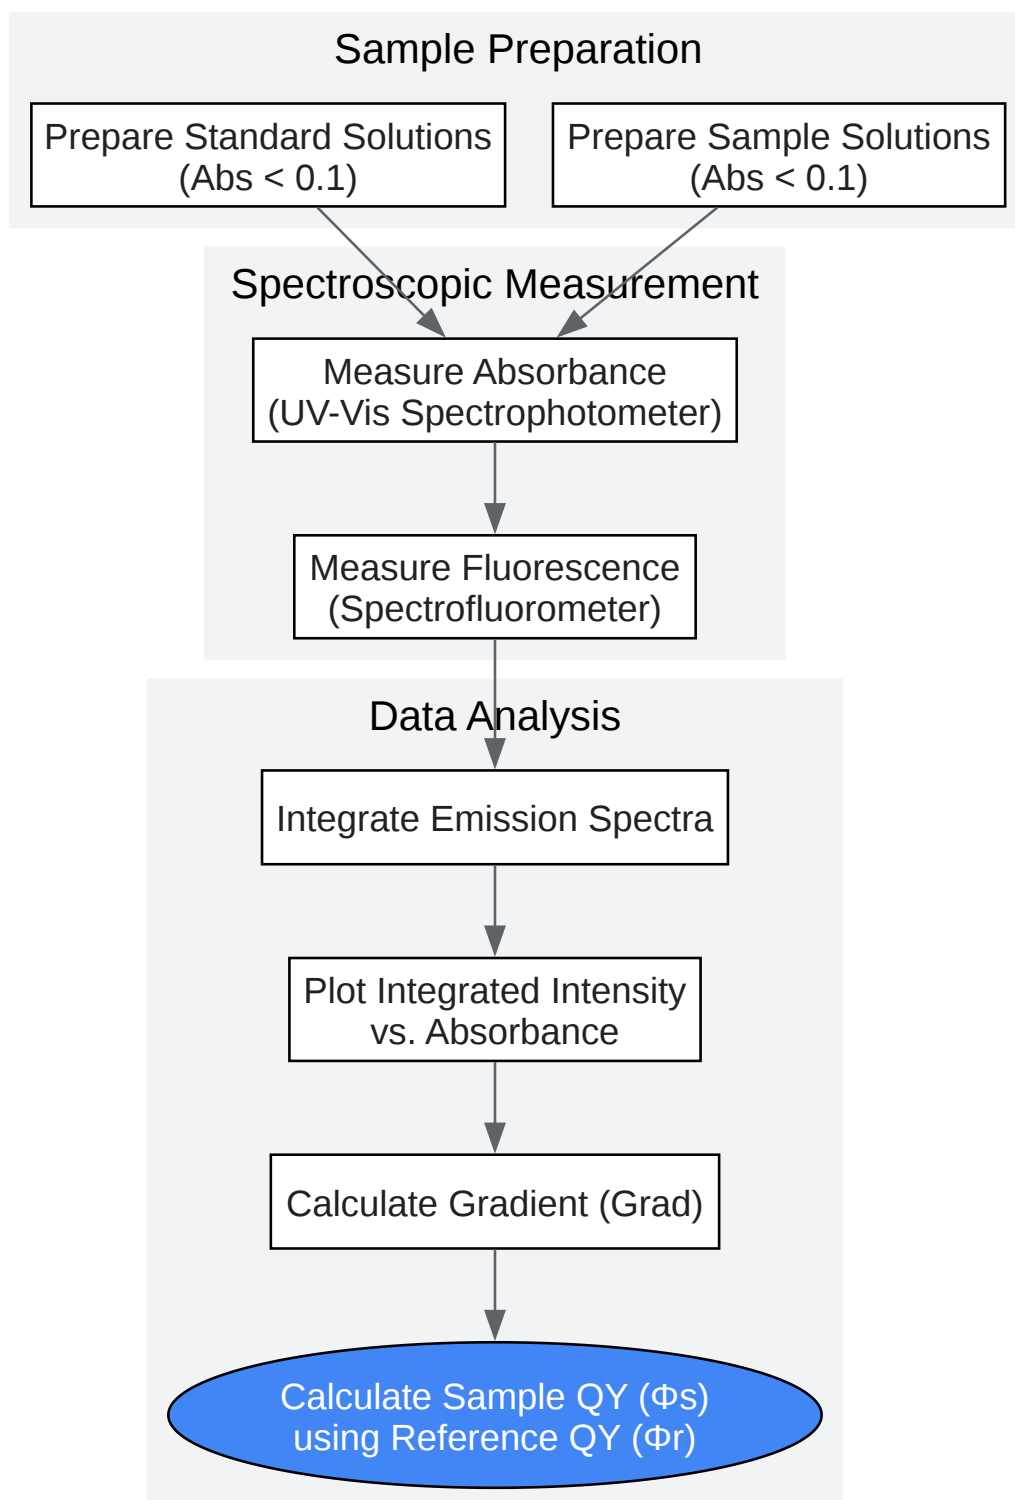 Sample Preparation
Prepare Standard Solutions
(Abs < 0.1)
Prepare Sample Solutions
(Abs < 0.1)
Spectroscopic Measurement
Measure Absorbance
(UV-Vis Spectrophotometer)
Measure Fluorescence
(Spectrofluorometer)
Data Analysis
Integrate Emission Spectra
Plot Integrated Intensity
vs. Absorbance
Calculate Gradient (Grad)
Calculate Sample QY (Φs)
using Reference QY (Φr)